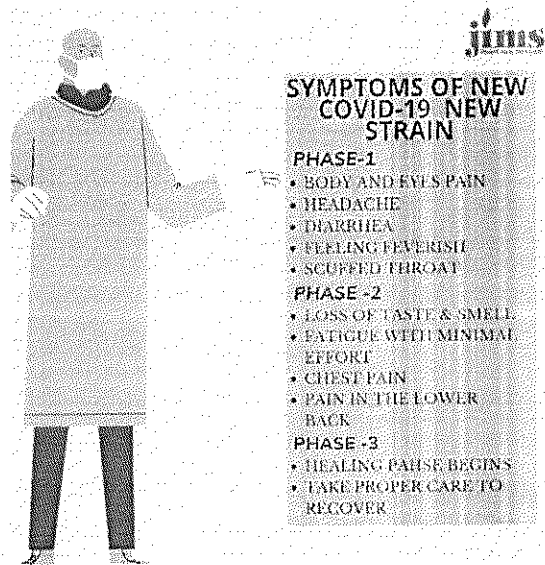 jims
SYMPTOMS OF NEW
COVID-19 NEW
STRAIN
PHASE-1
• BODY AND EYES PAIN
• HEADACHE
• DIARRHEA
• FEELING FEVERISH
• SCUFFED THROAT
PHASE -2
• LOSS OF TASTE & SMELL
• FATIGUE WITH MINIMAL
EFFORT
• CHEST PAIN
• PAIN IN THE LOWER
BACK
PHASE -3
• HEALING PAHSE BEGINS
• TAKE PROPER CARE TO
RECOVER